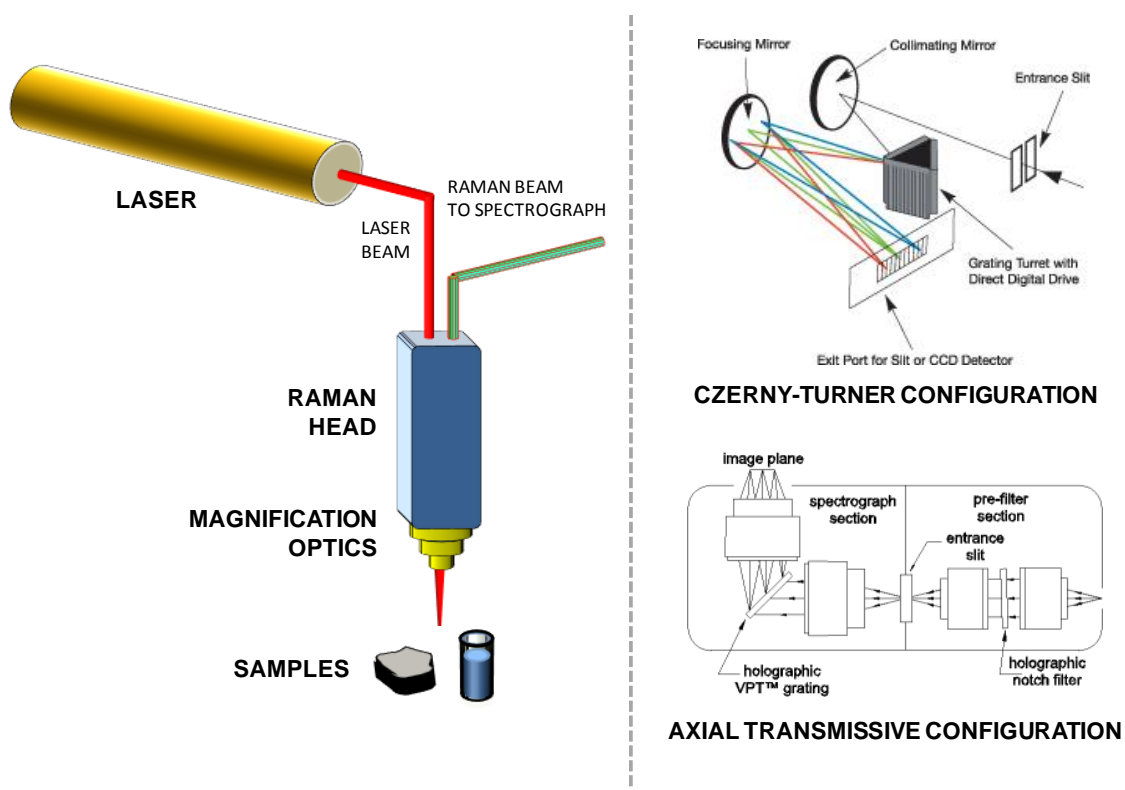 LASER
LASER
BEAM
RAMAN BEAM
TO SPECTROGRAPH
RAMAN
HEAD
MAGNIFICATION
OPTICS
SAMPLES
Focusing Mirror
Collimating Mirror
Entrance Slit
Grating Turret with
Direct Digital Drive
Exit Port for Slit or CCD Detector
CZERNY-TURNER CONFIGURATION
image plane
spectrograph
section
pre-filter
section
entrance
slit
holographic
VPT™ grating
holographic
notch filter
AXIAL TRANSMISSIVE CONFIGURATION